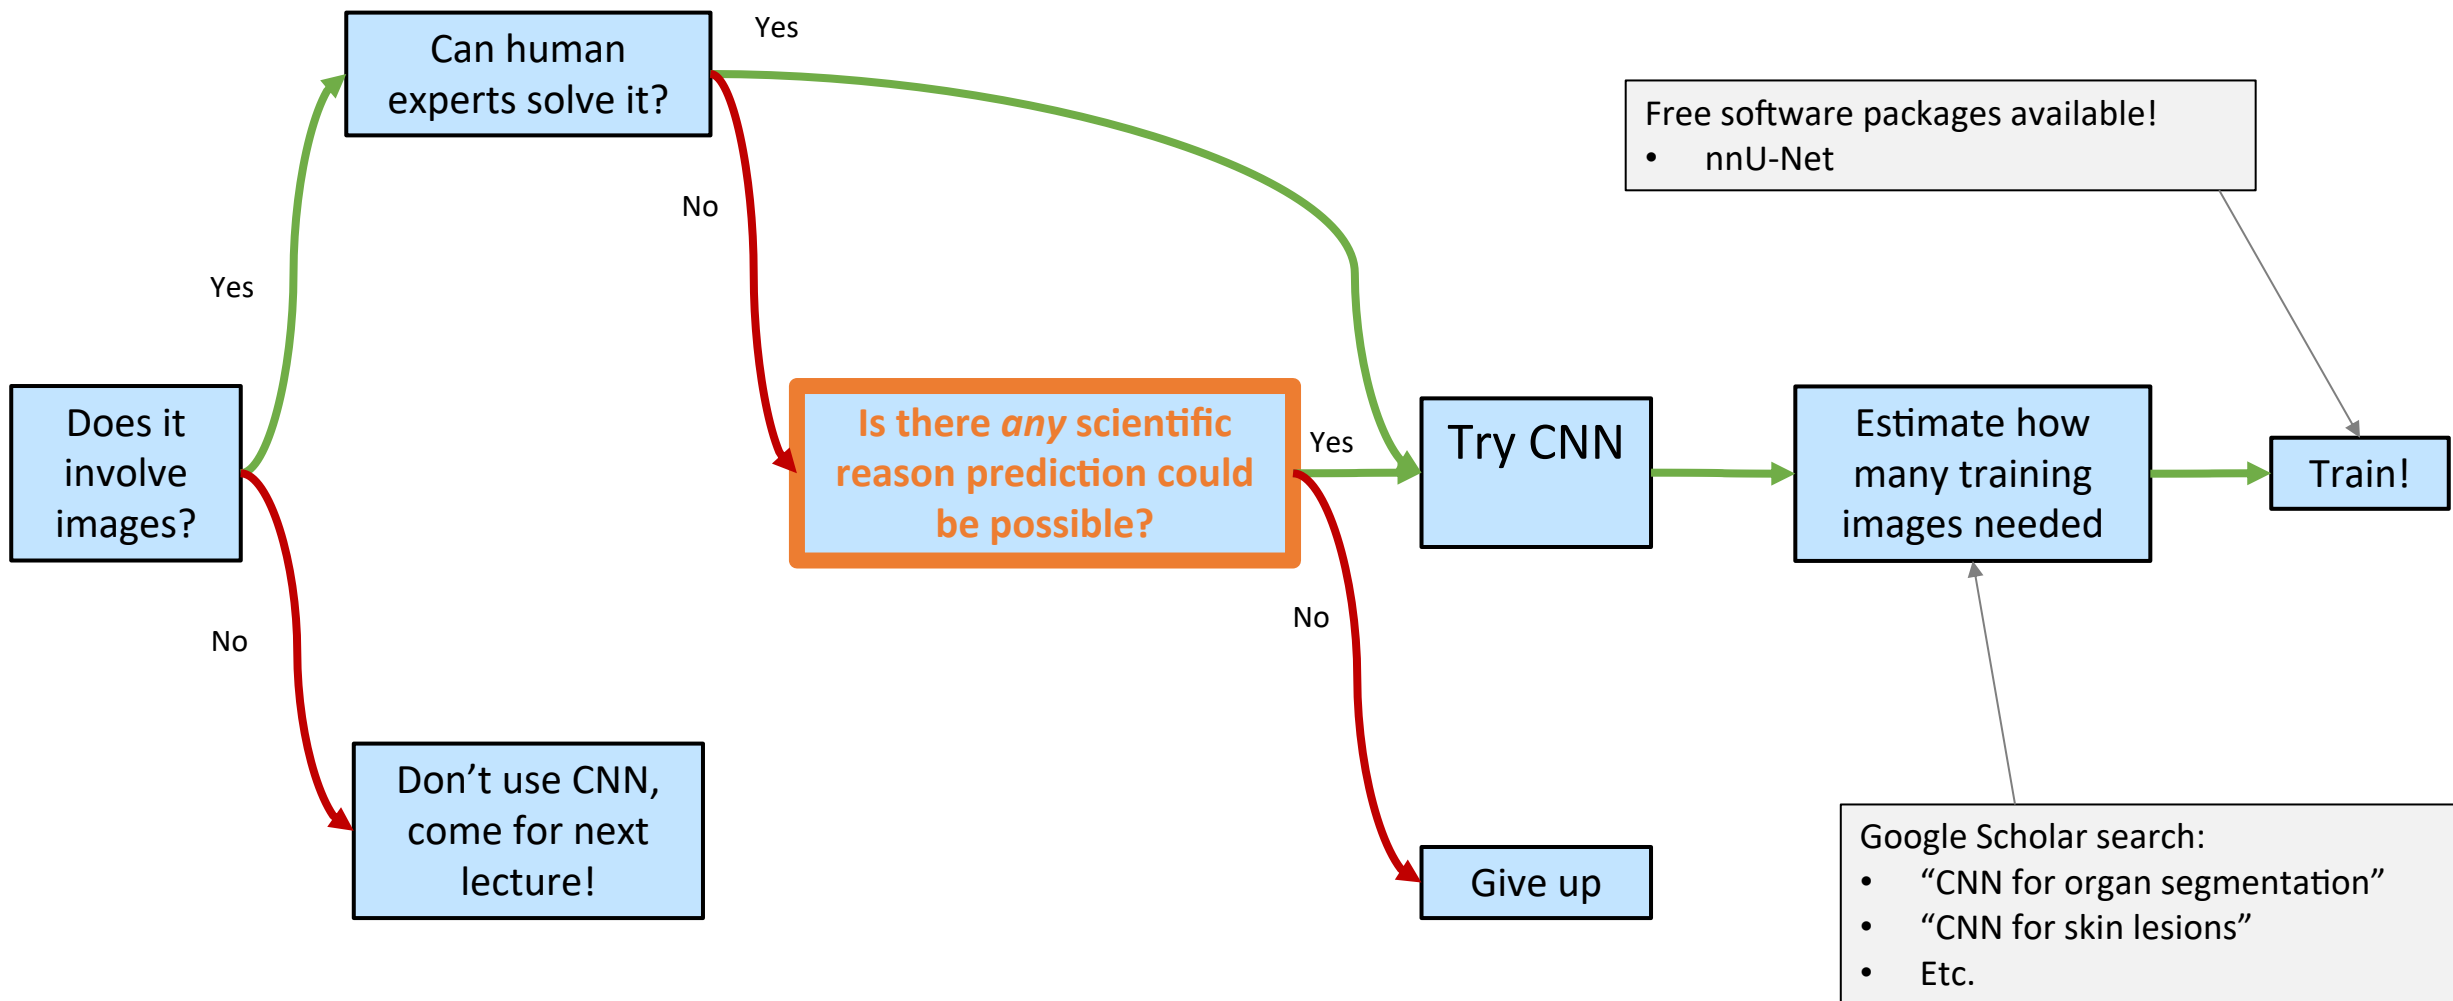 Can human
experts solve it?
Yes
Free software packages available!
• nnU-Net
No
Yes
Does it
involve
images?
Is there any scientific
reason prediction could
be possible?
Yes
Try CNN
Estimate how
many training
images needed
Train!
No
No
Don’t use CNN,
come for next
lecture!
Give up
Google Scholar search:
• “CNN for organ segmentation”
• “CNN for skin lesions”
• Etc.